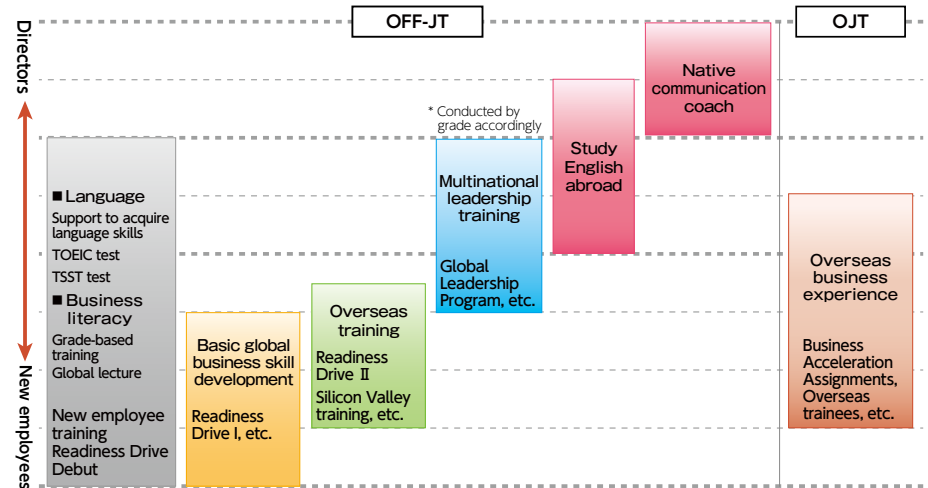 OFF-JT
OJT
Directors
New employees
■ Language
Support to acquire
language skills
TOEIC test
TSST test
■ Business
literacy
Grade-based
training
Global lecture
New employee
training
Readiness Drive
Debut
Basic global
business skill
development
Readiness
Drive I, etc.
Overseas
training
Readiness
Drive Ⅱ
Silicon Valley
training, etc.
* Conducted by
grade accordingly
Multinational
leadership
training
Global
Leadership
Program, etc.
Study
English
abroad
Native
communication
coach
Overseas
business
experience
Business
Acceleration
Assignments,
Overseas
trainees, etc.